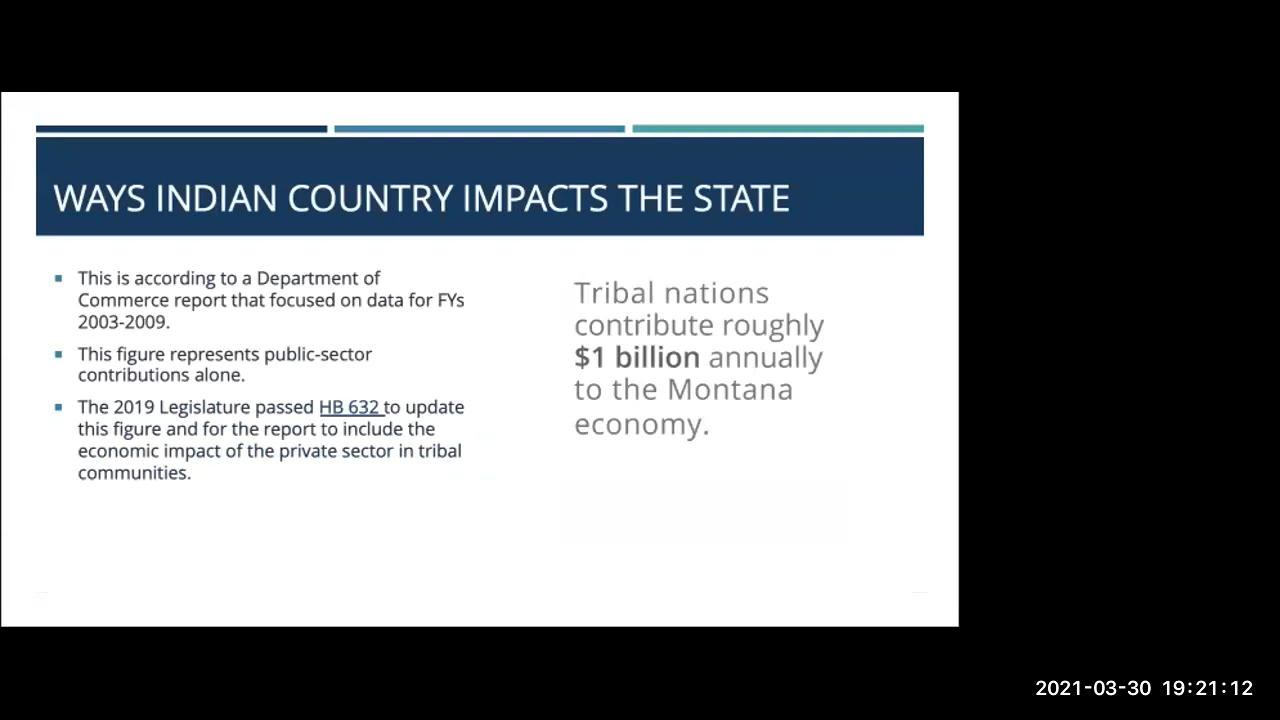 WAYS INDIAN COUNTRY IMPACTS THE STATE
This is according to a Department of
Commerce report that focused on data for FYs
2003-2009.
This figure represents public-sector
contributions alone.
The 2019 Legislature passed HB 632 to update
this figure and for the report to include the
economic impact of the private sector in tribal
communities.
Tribal nations
contribute roughly
$1 billion annually
to the Montana
economy.
2021-03-30 19:21:12